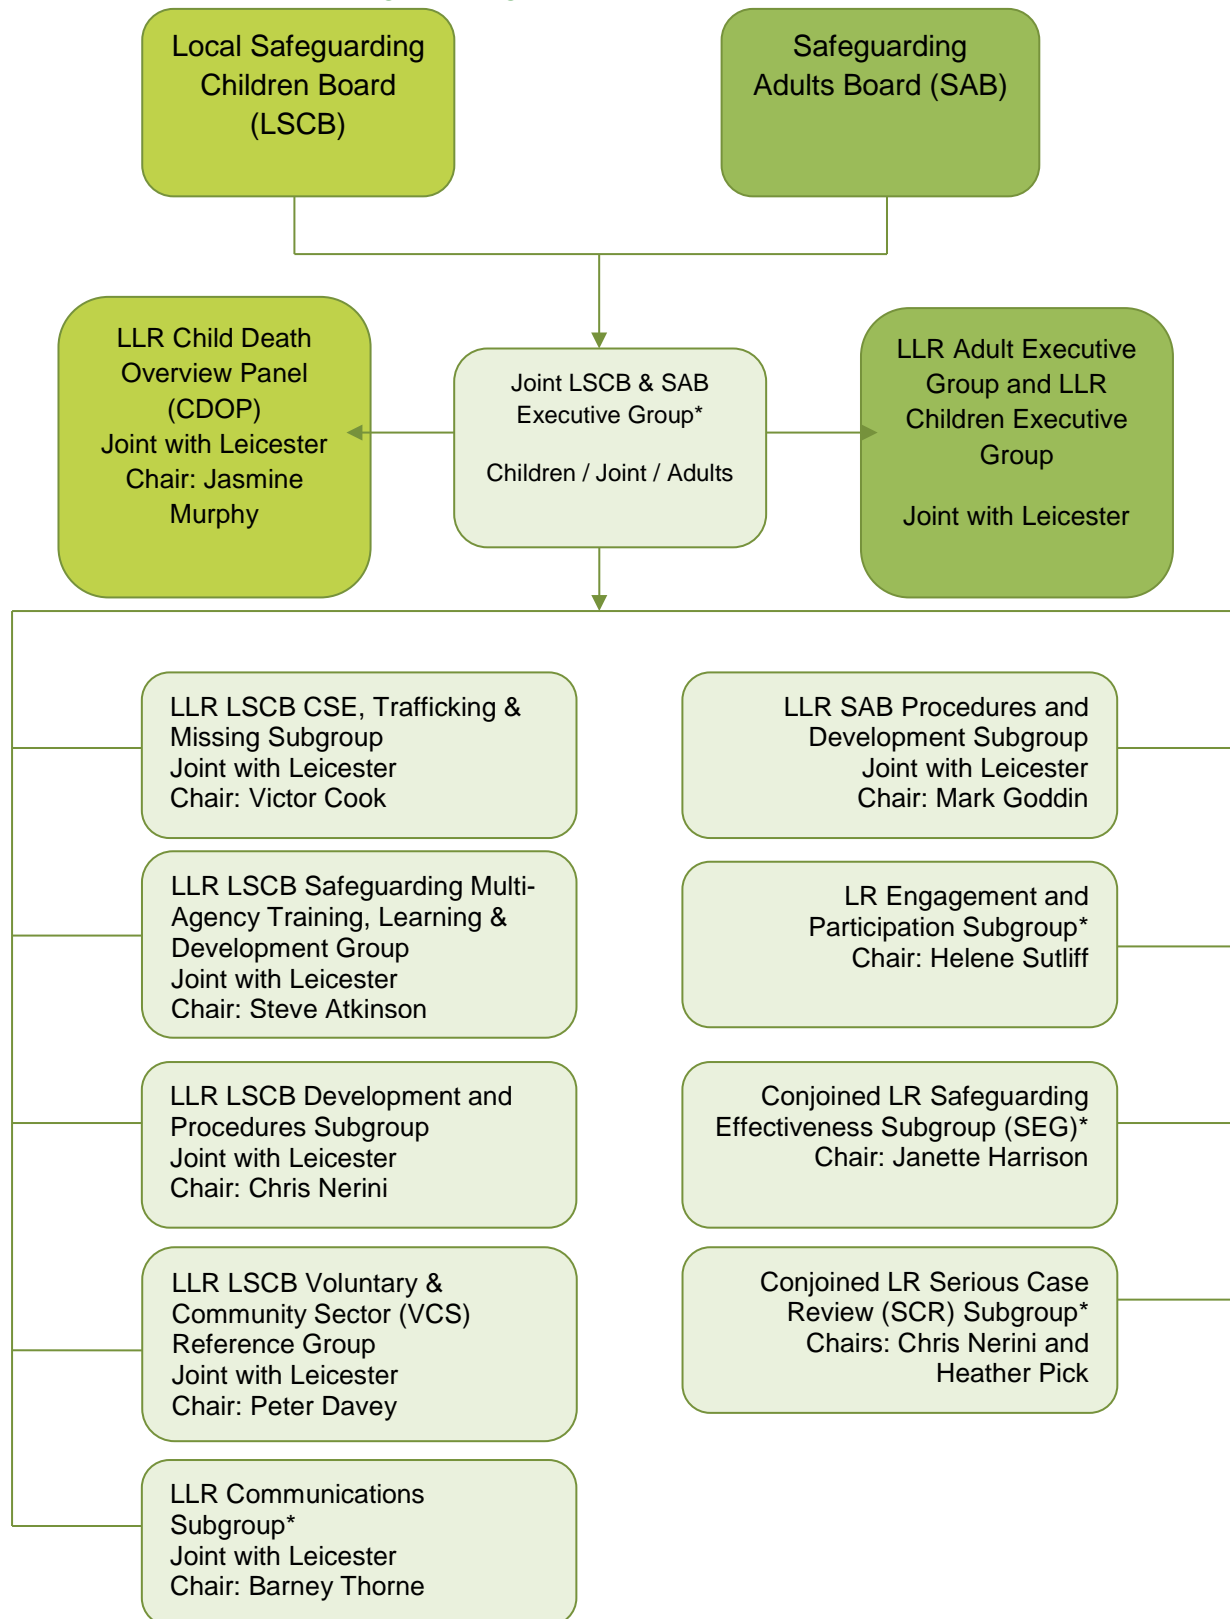 Local Safeguarding
Children Board
(LSCB)
Safeguarding
Adults Board (SAB)
LLR Child Death
Overview Panel
(CDOP)
Joint with Leicester
Chair: Jasmine
Murphy
Joint LSCB & SAB
Executive Group*
Children / Joint / Adults
LLR Adult Executive
Group and LLR
Children Executive
Group
Joint with Leicester
LLR LSCB CSE, Trafficking &
Missing Subgroup
Joint with Leicester
Chair: Victor Cook
LLR LSCB Safeguarding Multi-
Agency Training, Learning &
Development Group
Joint with Leicester
Chair: Steve Atkinson
LLR LSCB Development and
Procedures Subgroup
Joint with Leicester
Chair: Chris Nerini
LLR LSCB Voluntary &
Community Sector (VCS)
Reference Group
Joint with Leicester
Chair: Peter Davey
LLR Communications
Subgroup*
Joint with Leicester
Chair: Barney Thorne
LLR SAB Procedures and
Development Subgroup
Joint with Leicester
Chair: Mark Goddin
LR Engagement and
Participation Subgroup*
Chair: Helene Sutliff
Conjoined LR Safeguarding
Effectiveness Subgroup (SEG)*
Chair: Janette Harrison
Conjoined LR Serious Case
Review (SCR) Subgroup*
Chairs: Chris Nerini and
Heather Pick